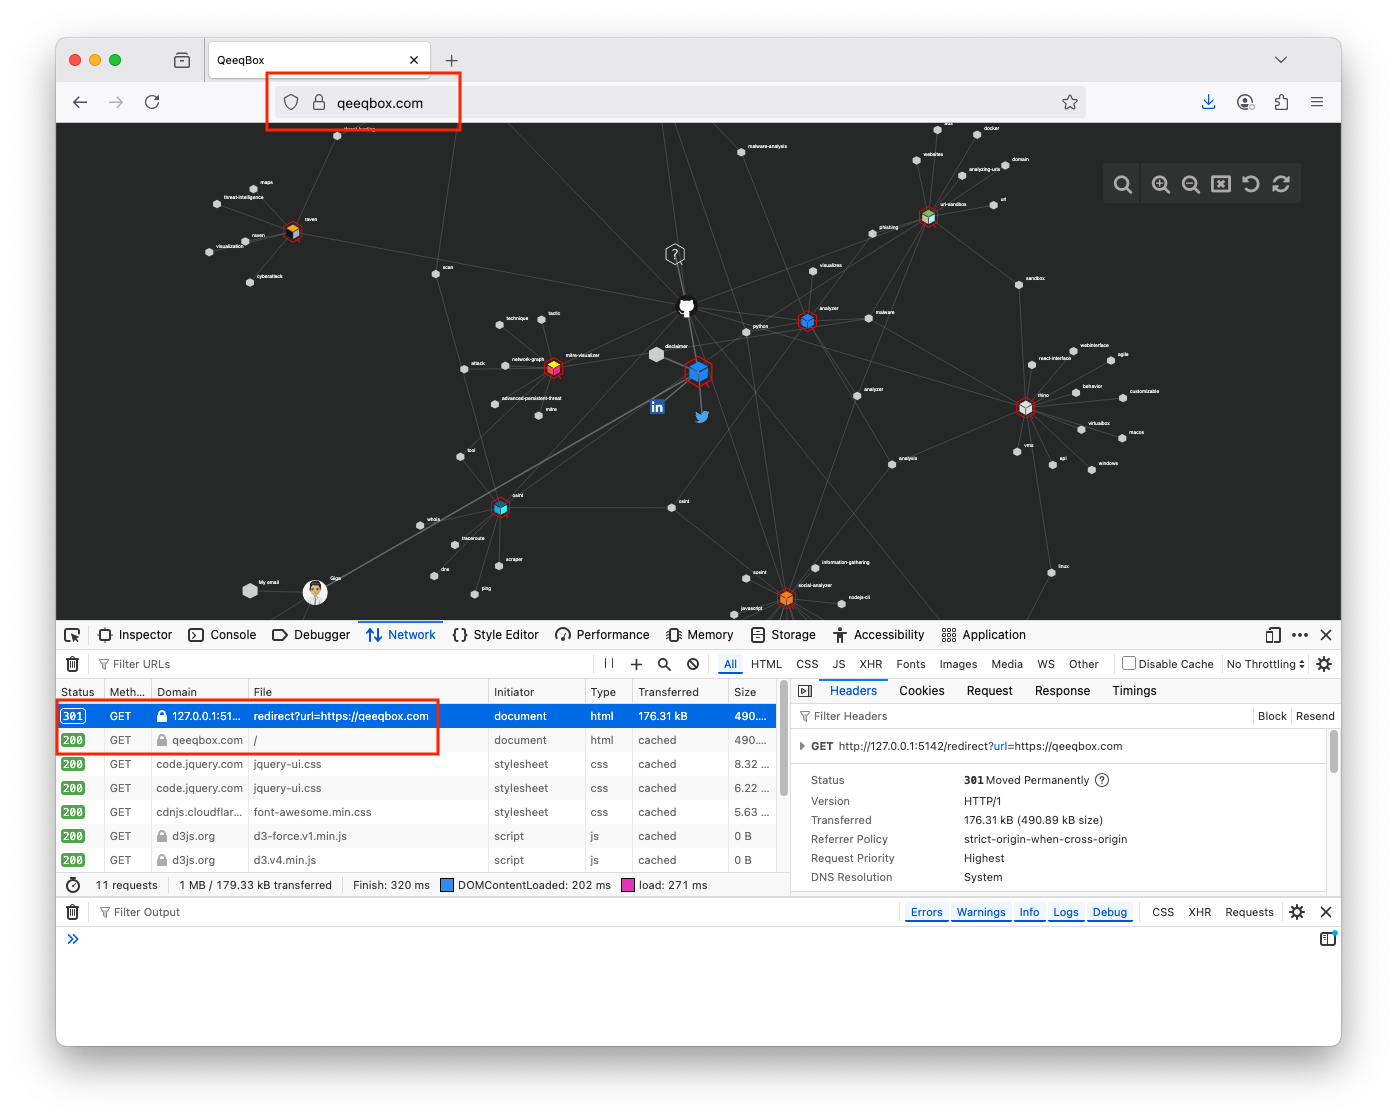 QeeqBox
qeeqbox.com
malware-analysis
docker
websites
domain
analyzing-urls
maps
threat-intelligence
url-sandbox
url
raven
raven
visualization
phishing
cyberattack
scan
visualizes
sandbox
?
technique
tactic
analyzer
malware
python
disclaimer
mitre-visualizer
network-graph
attack
webinterface
react-interface
agile
behavior
customizable
rhino
analyzer
advanced-persistent-threat
mitre
in
virtualbox
macos
tool
vms
api
windows
analysis
osint
osint
whois
traceroute
scraper
dns
ping
information-gathering
sosint
linux
My email
Giga
social-analyzer
nodejs-cli
javascript
Inspector Console Debugger Network Style Editor Performance Memory Storage Accessibility Application
Filter URLs All HTML CSS JS XHR Fonts Images Media WS Other Disable Cache No Throttling
Status Meth... Domain File Initiator Type Transferred Size
301 GET 127.0.0.1:51... redirect?url=https://qeeqbox.com document html 176.31 kB 490....
200 GET qeeqbox.com / document html cached 490....
200 GET code.jquery.com jquery-ui.css stylesheet css cached 8.32 ...
200 GET code.jquery.com jquery-ui.css stylesheet css cached 6.22 ...
200 GET cdnjs.cloudflar... font-awesome.min.css stylesheet css cached 5.63 ...
200 GET d3js.org d3-force.v1.min.js script js cached 0 B
200 GET d3js.org d3.v4.min.js script js cached 0 B
11 requests 1 MB / 179.33 kB transferred Finish: 320 ms DOMContentLoaded: 202 ms load: 271 ms
Headers Cookies Request Response Timings
Filter Headers Block Resend
GET http://127.0.0.1:5142/redirect?url=https://qeeqbox.com
Status 301 Moved Permanently ?
Version HTTP/1
Transferred 176.31 kB (490.89 kB size)
Referrer Policy strict-origin-when-cross-origin
Request Priority Highest
DNS Resolution System
Filter Output Errors Warnings Info Logs Debug CSS XHR Requests